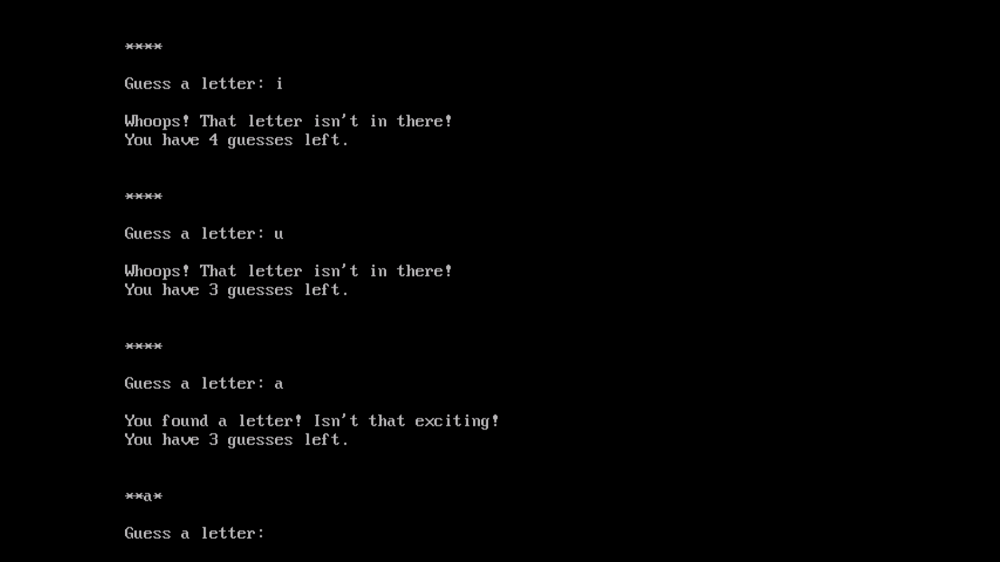 ****
Guess a letter: i
Whoops! That letter isn't in there!
You have 4 guesses left.
****
Guess a letter: u
Whoops! That letter isn't in there!
You have 3 guesses left.
****
Guess a letter: a
You found a letter! Isn't that exciting!
You have 3 guesses left.
**a*
Guess a letter: